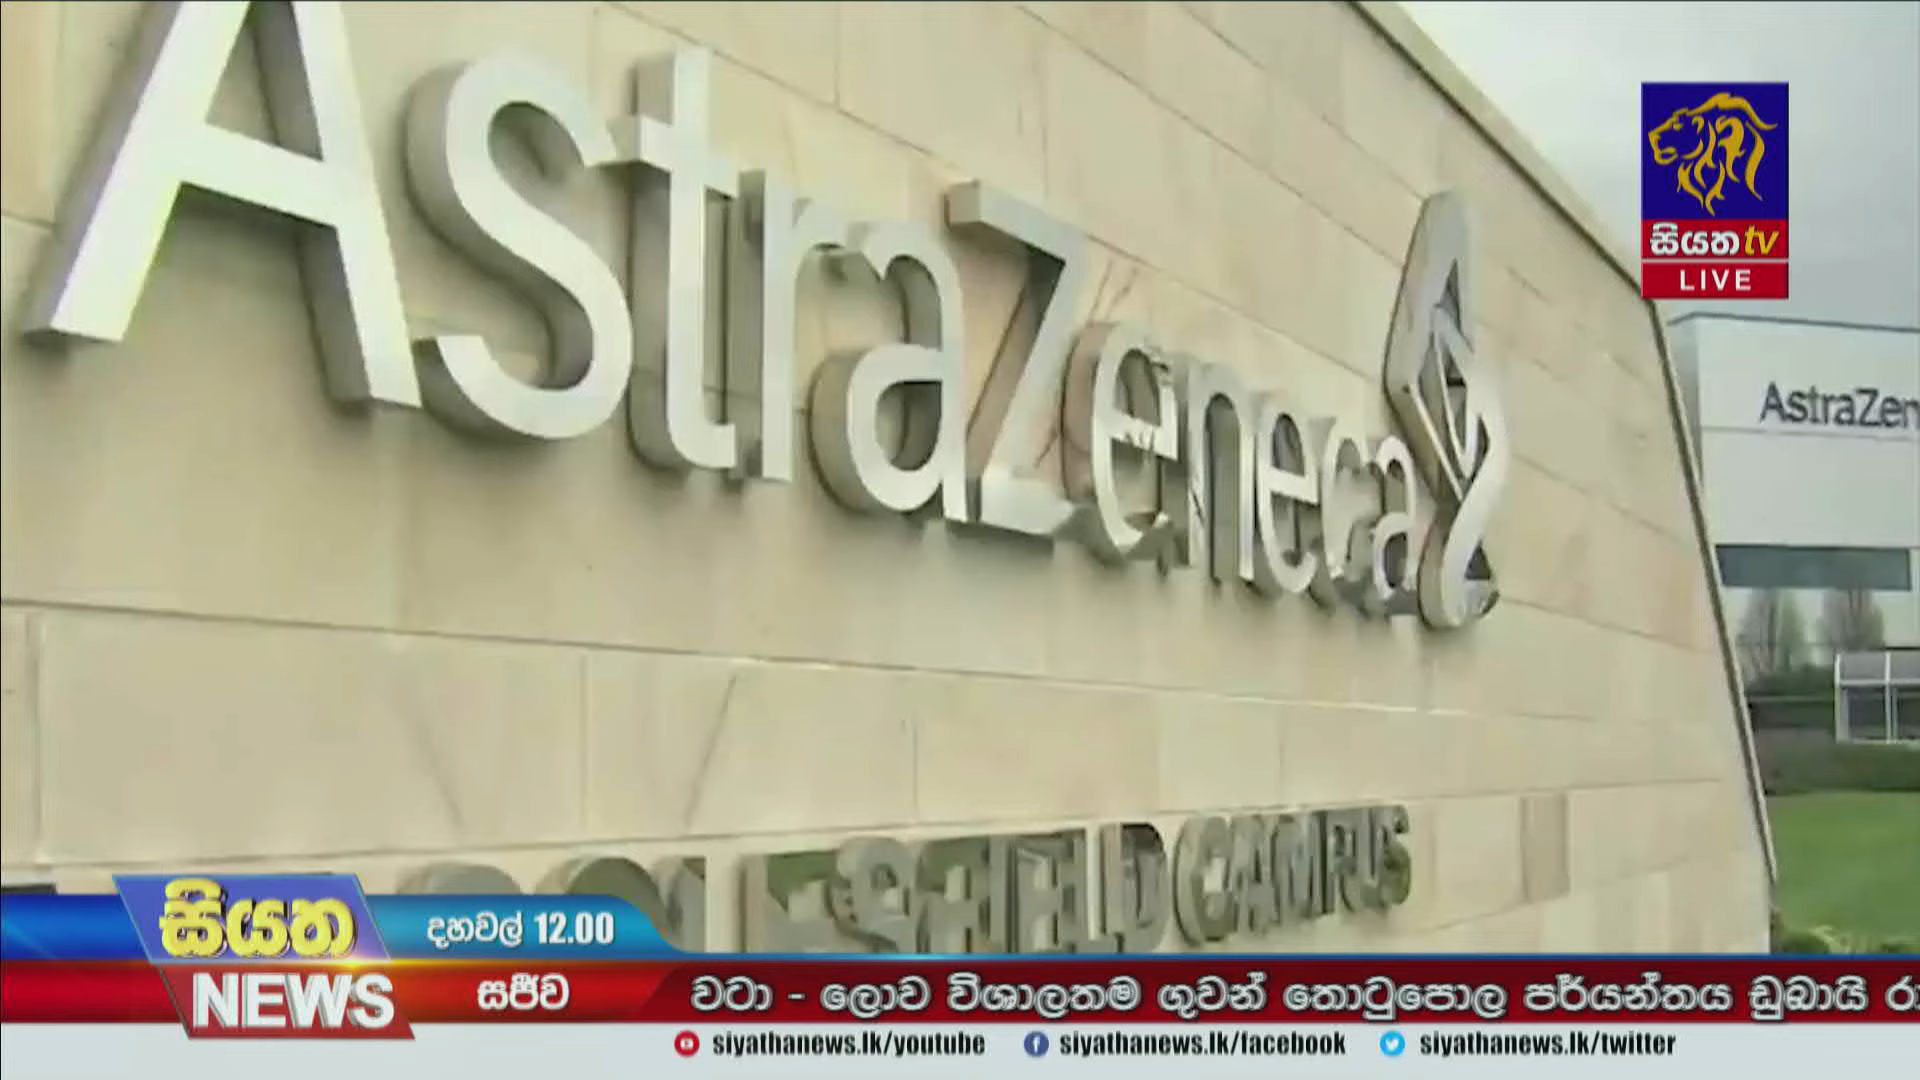 AstraZeneca
සියත tv
LIVE
AstraZen
CAMPUS
සියත
දහවල් 12.00
NEWS
සජීව
වටා - ලොව විශාලතම ගුවන් තොටුපොල පර්යන්තය ඩුබායි රා
siyathanews.lk/youtube
siyathanews.lk/facebook
siyathanews.lk/twitter